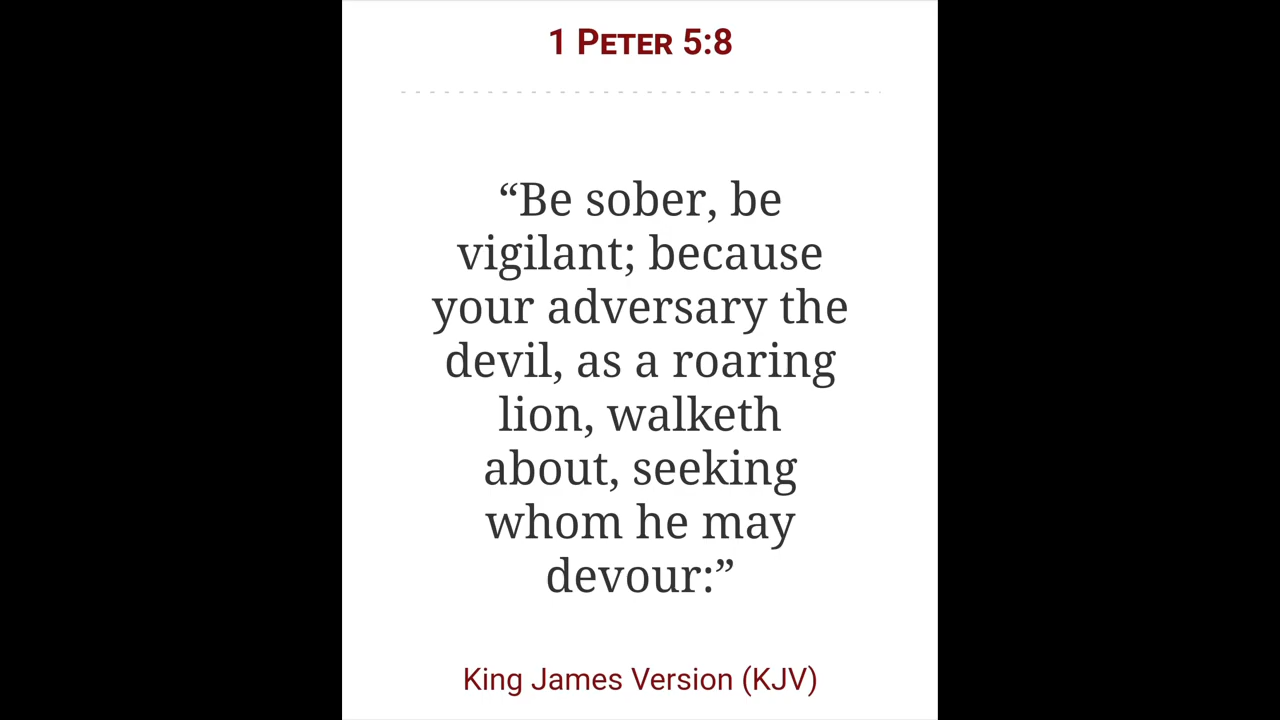 1 PETER 5:8
“Be sober, be
vigilant; because
your adversary the
devil, as a roaring
lion, walketh
about, seeking
whom he may
devour:”
King James Version (KJV)